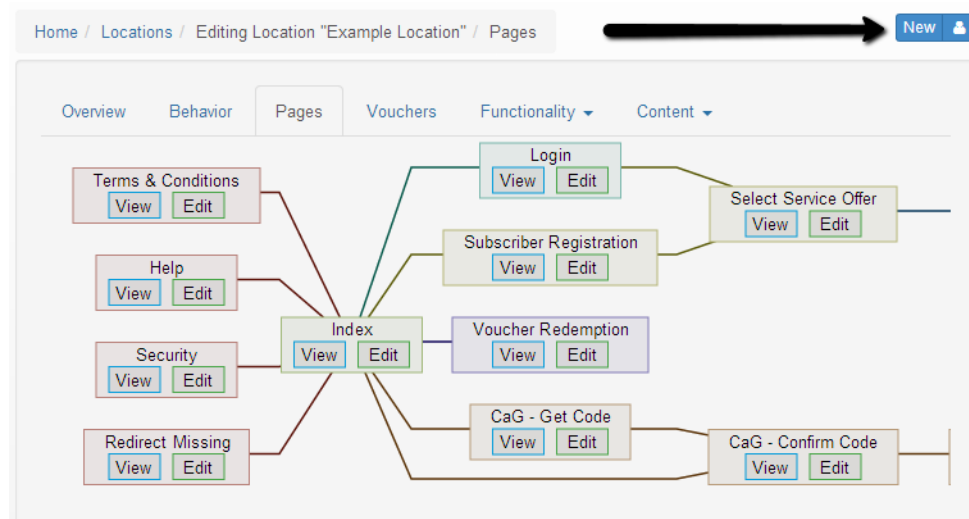 Home / Locations / Editing Location "Example Location" / Pages
New
Overview Behavior Pages Vouchers Functionality Content
Login
View Edit
Terms & Conditions
View Edit
Select Service Offer
View Edit
Subscriber Registration
View Edit
Help
View Edit
Index
View Edit
Voucher Redemption
View Edit
Security
View Edit
CaG - Get Code
View Edit
Redirect Missing
View Edit
CaG - Confirm Code
View Edit